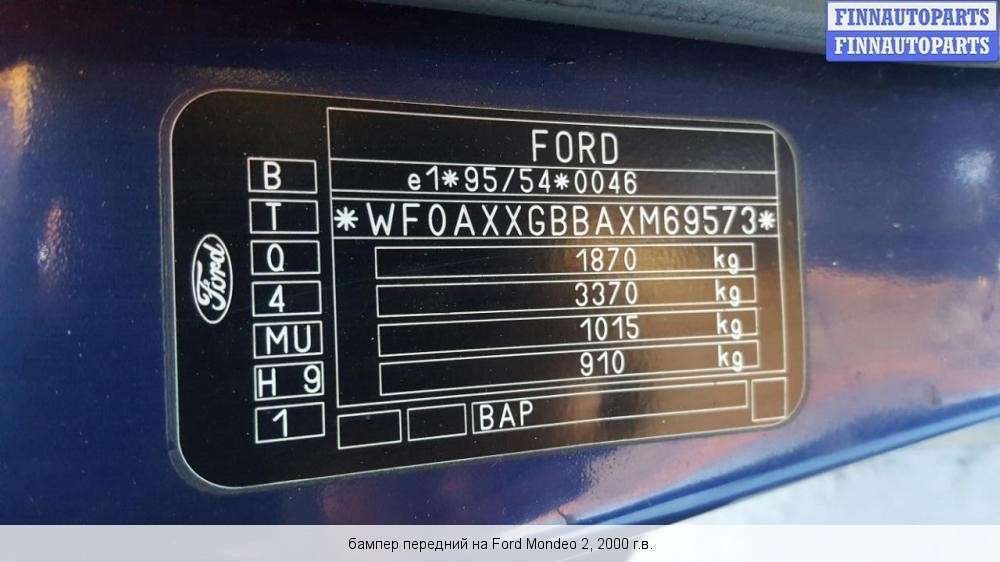 FINNAUTOPARTS
FINNAUTOPARTS
FORD
e1*95/54*0046
*WF0AXXGBBAXM69573*
1870 kg
3370 kg
1015 kg
910 kg
BAP
B
T
Q
4
MU
H 9
1
Ford
бампер передний на Ford Mondeo 2, 2000 г.в.